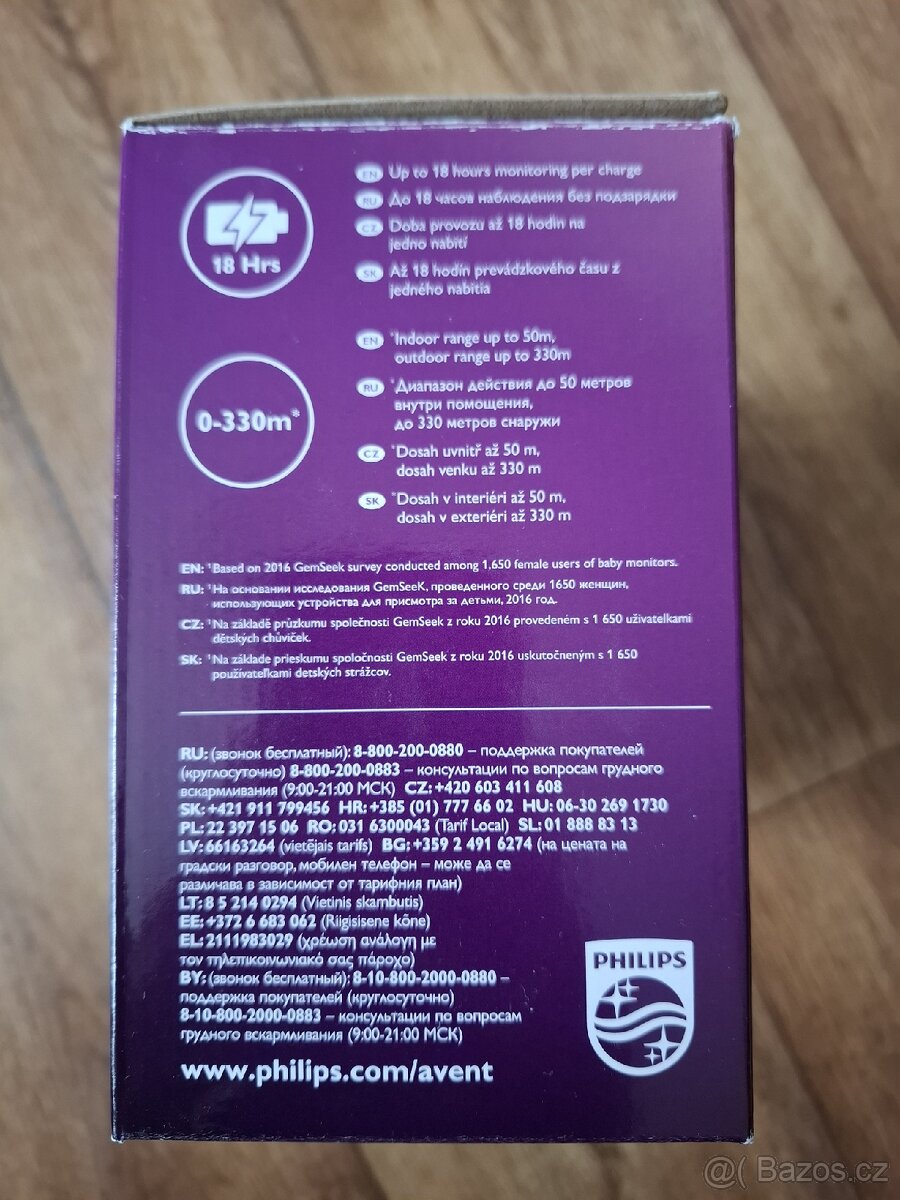 18 Hrs
EN Up to 18 hours monitoring per charge
RU До 18 часов наблюдения без подзарядки
CZ Doba provozu až 18 hodin na
jedno nabití
SK Až 18 hodín prevádzkového času z
jedného nabitia
0-330m*
EN *Indoor range up to 50m,
outdoor range up to 330m
RU *Диапазон действия до 50 метров
внутри помощения,
до 330 метров снаружи
CZ *Dosah uvnitř až 50 m,
dosah venku až 330 m
SK *Dosah v interiéri až 50 m,
dosah v exteriéri až 330 m
EN: ¹Based on 2016 GemSeek survey conducted among 1,650 female users of baby monitors.
RU: ¹На основании исследования GemSeeK, проведенного среди 1650 женщин,
использующих устройства для присмотра за детьми, 2016 год.
CZ: ¹Na základě průzkumu společnosti GemSeek z roku 2016 provedeném s 1 650 uživatelkami
dětských chůviček.
SK: ¹Na základe prieskumu spoločnosti GemSeek z roku 2016 uskutočneným s 1 650
používateľkami detských strážcov.
RU: (звонок бесплатный): 8-800-200-0880 – поддержка покупателей
(круглосуточно) 8-800-200-0883 – консультации по вопросам грудного
вскармливания (9:00-21:00 МСК) CZ: +420 603 411 608
SK: +421 911 799456 HR: +385 (01) 777 66 02 HU: 06-30 269 1730
PL: 22 397 15 06 RO: 031 6300043 (Tarif Local) SL: 01 888 83 13
LV: 66163264 (vietējais tarifs) BG: +359 2 491 6274 (на цената на
градски разговор, мобилен телефон – може да се
различава в зависимост от тарифния план)
LT: 8 5 214 0294 (Vietinis skambutis)
EE: +372 6 683 062 (Riigisisene kõne)
EL: 2111983029 (χρέωση ανάλογη με
τον τηλεπικοινωνιακό σας πάροχο)
BY: (звонок бесплатный): 8-10-800-2000-0880 –
поддержка покупателей (круглосуточно)
8-10-800-2000-0883 – консультации по вопросам
грудного вскармливания (9:00-21:00 МСК)
www.philips.com/avent
PHILIPS
@( Bazos.cz